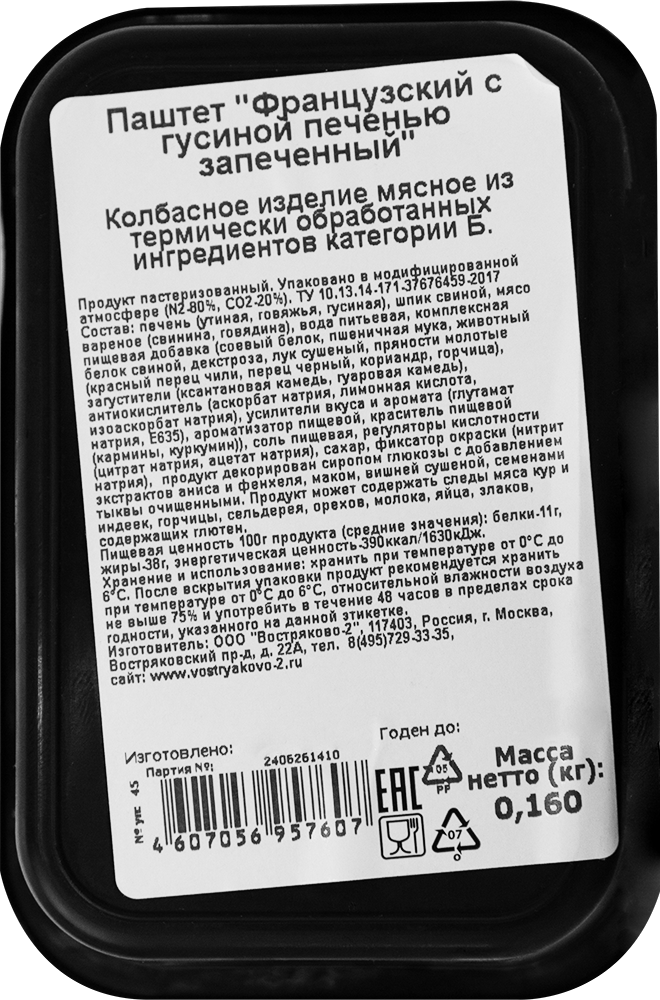 Паштет "Французский с
гусиной печенью
запеченный"
Колбасное изделие мясное из
термически обработанных
ингредиентов категории Б.
Продукт пастеризованный. Упаковано в модифицированной
атмосфере (N2-80%, CO2-20%). ТУ 10.13.14-171-37676459-2017
Состав: печень (утиная, говяжья, гусиная), шпик свиной, мясо
вареное (свинина, говядина), вода питьевая, комплексная
пищевая добавка (соевый белок, пшеничная мука, животный
белок свиной, декстроза, лук сушеный, пряности молотые
(красный перец чили, перец черный, кориандр, горчица),
загустители (ксантановая камедь, гуаровая камедь),
антиокислитель (аскорбат натрия, лимонная кислота,
изоаскорбат натрия), усилители вкуса и аромата (глутамат
натрия, Е635), ароматизатор пищевой, краситель пищевой
(кармины, куркумин)), соль пищевая, регуляторы кислотности
(цитрат натрия, ацетат натрия), сахар, фиксатор окраски (нитрит
натрия), продукт декорирован сиропом глюкозы с добавлением
экстрактов аниса и фенхеля, маком, вишней сушеной, семенами
тыквы очищенными. Продукт может содержать следы мяса кур и
индеек, горчицы, сельдерея, орехов, молока, яйца, злаков,
содержащих глютен.
Пищевая ценность 100г продукта (средние значения): белки-11г,
жиры-38г, энергетическая ценность-390ккал/1630кДж.
Хранение и использование: хранить при температуре от 0°С до
6°С. После вскрытия упаковки продукт рекомендуется хранить
при температуре от 0°С до 6°С, относительной влажности воздуха
не выше 75% и употребить в течение 48 часов в пределах срока
годности, указанного на данной этикетке.
Изготовитель: ООО "Востряково-2", 117403, Россия, г. Москва,
Востряковский пр-д, д. 22А, тел. 8(495)729-33-35,
сайт: www.vostryakovo-2.ru
Годен до:
Изготовлено:
Партия №: 2406261410
№ упс 45
4 607056 957607
EAC
05
PP
07
O
Масса
нетто (кг):
0,160